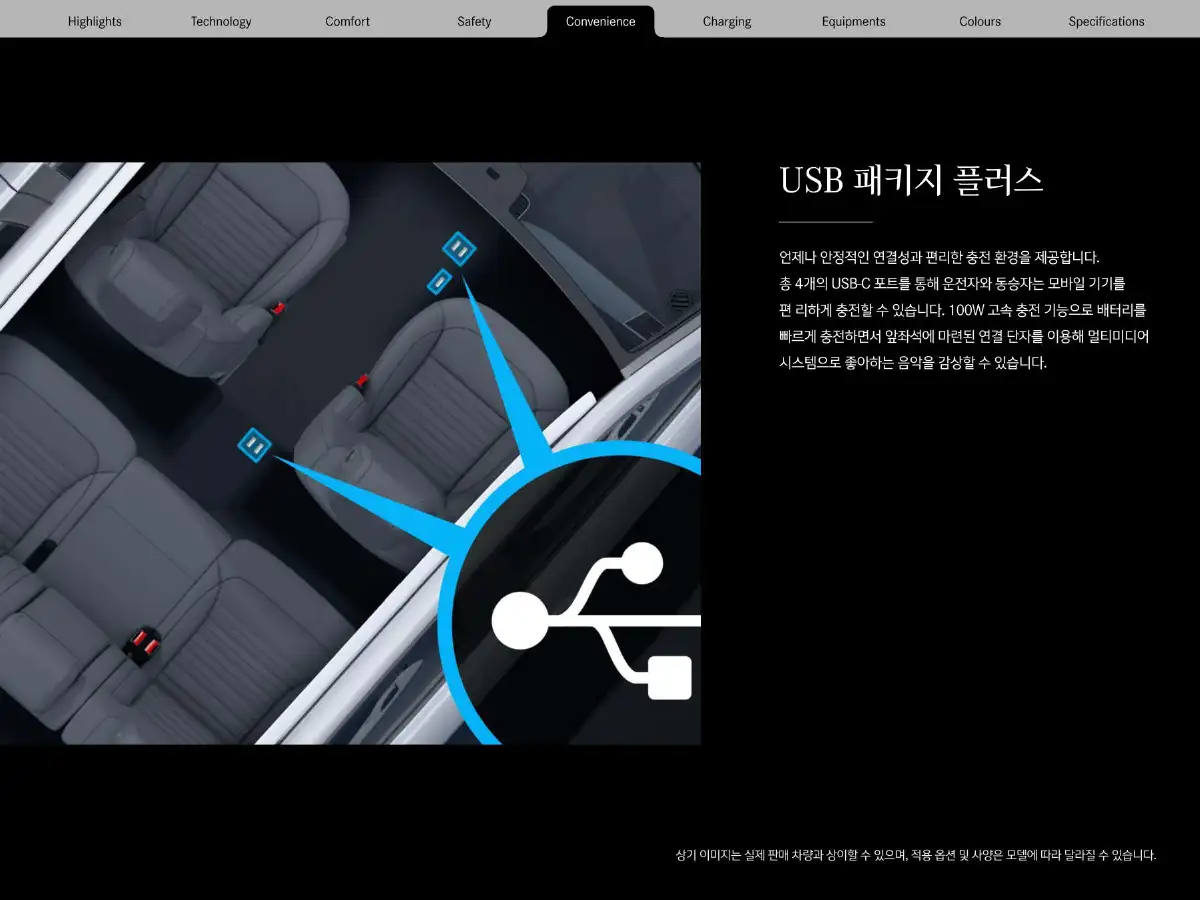 Highlights
Technology
Comfort
Safety
Convenience
Charging
Equipments
Colours
Specifications
USB 패키지 플러스
언제나 안정적인 연결성과 편리한 충전 환경을 제공합니다.
총 4개의 USB-C 포트를 통해 운전자와 동승자는 모바일 기기를
편 리하게 충전할 수 있습니다. 100W 고속 충전 기능으로 배터리를
빠르게 충전하면서 앞좌석에 마련된 연결 단자를 이용해 멀티미디어
시스템으로 좋아하는 음악을 감상할 수 있습니다.
상기 이미지는 실제 판매 차량과 상이할 수 있으며, 적용 옵션 및 사양은 모델에 따라 달라질 수 있습니다.